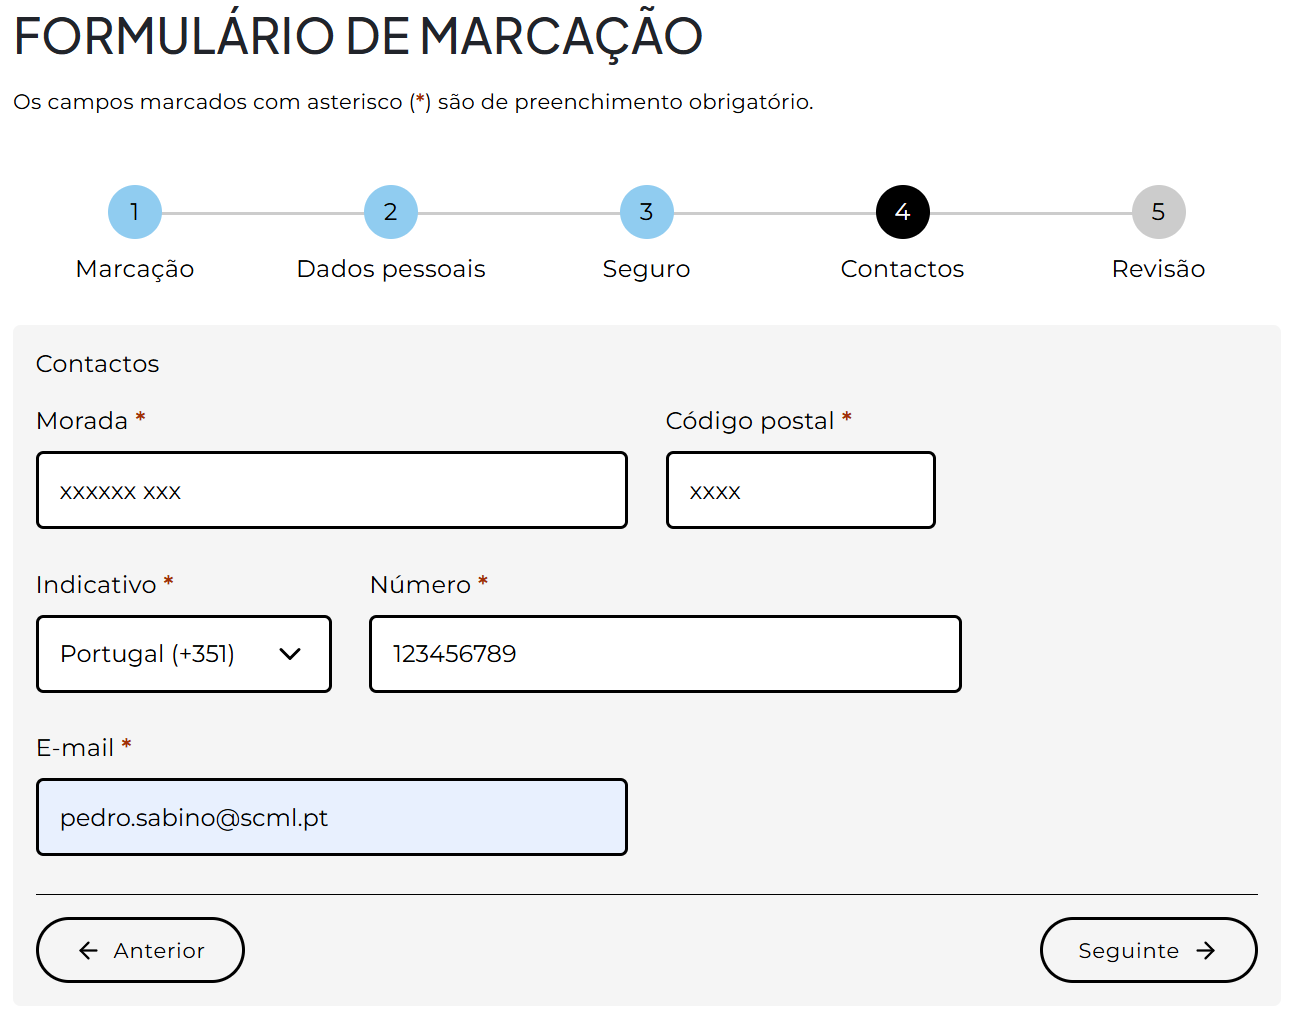 FORMULÁRIO DE MARCAÇÃO
Os campos marcados com asterisco (*) são de preenchimento obrigatório.
1 2 3 4 5
Marcação Dados pessoais Seguro Contactos Revisão
Contactos
Morada * Código postal *
xxxxxx xxx xxxx
Indicativo * Número *
Portugal (+351) 123456789
E-mail *
pedro.sabino@scml.pt
← Anterior Seguinte →